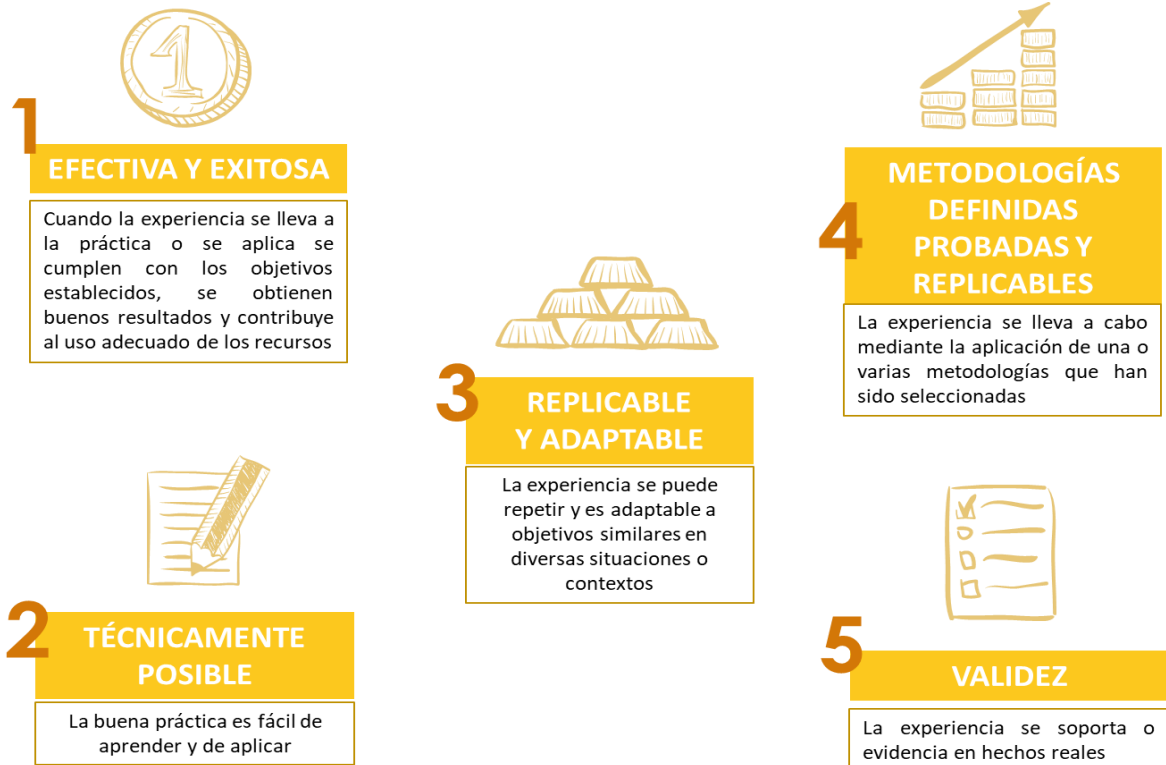 1
EFECTIVA Y EXITOSA
Cuando la experiencia se lleva a
la práctica o se aplica se
cumplen con los objetivos
establecidos, se obtienen
buenos resultados y contribuye
al uso adecuado de los recursos
2
TÉCNICAMENTE
POSIBLE
La buena práctica es fácil de
aprender y de aplicar
3
REPLICABLE
Y ADAPTABLE
La experiencia se puede
repetir y es adaptable a
objetivos similares en
diversas situaciones o
contextos
4
METODOLOGÍAS
DEFINIDAS
PROBADAS Y
REPLICABLES
La experiencia se lleva a cabo
mediante la aplicación de una o
varias metodologías que han
sido seleccionadas
5
VALIDEZ
La experiencia se soporta o
evidencia en hechos reales
1